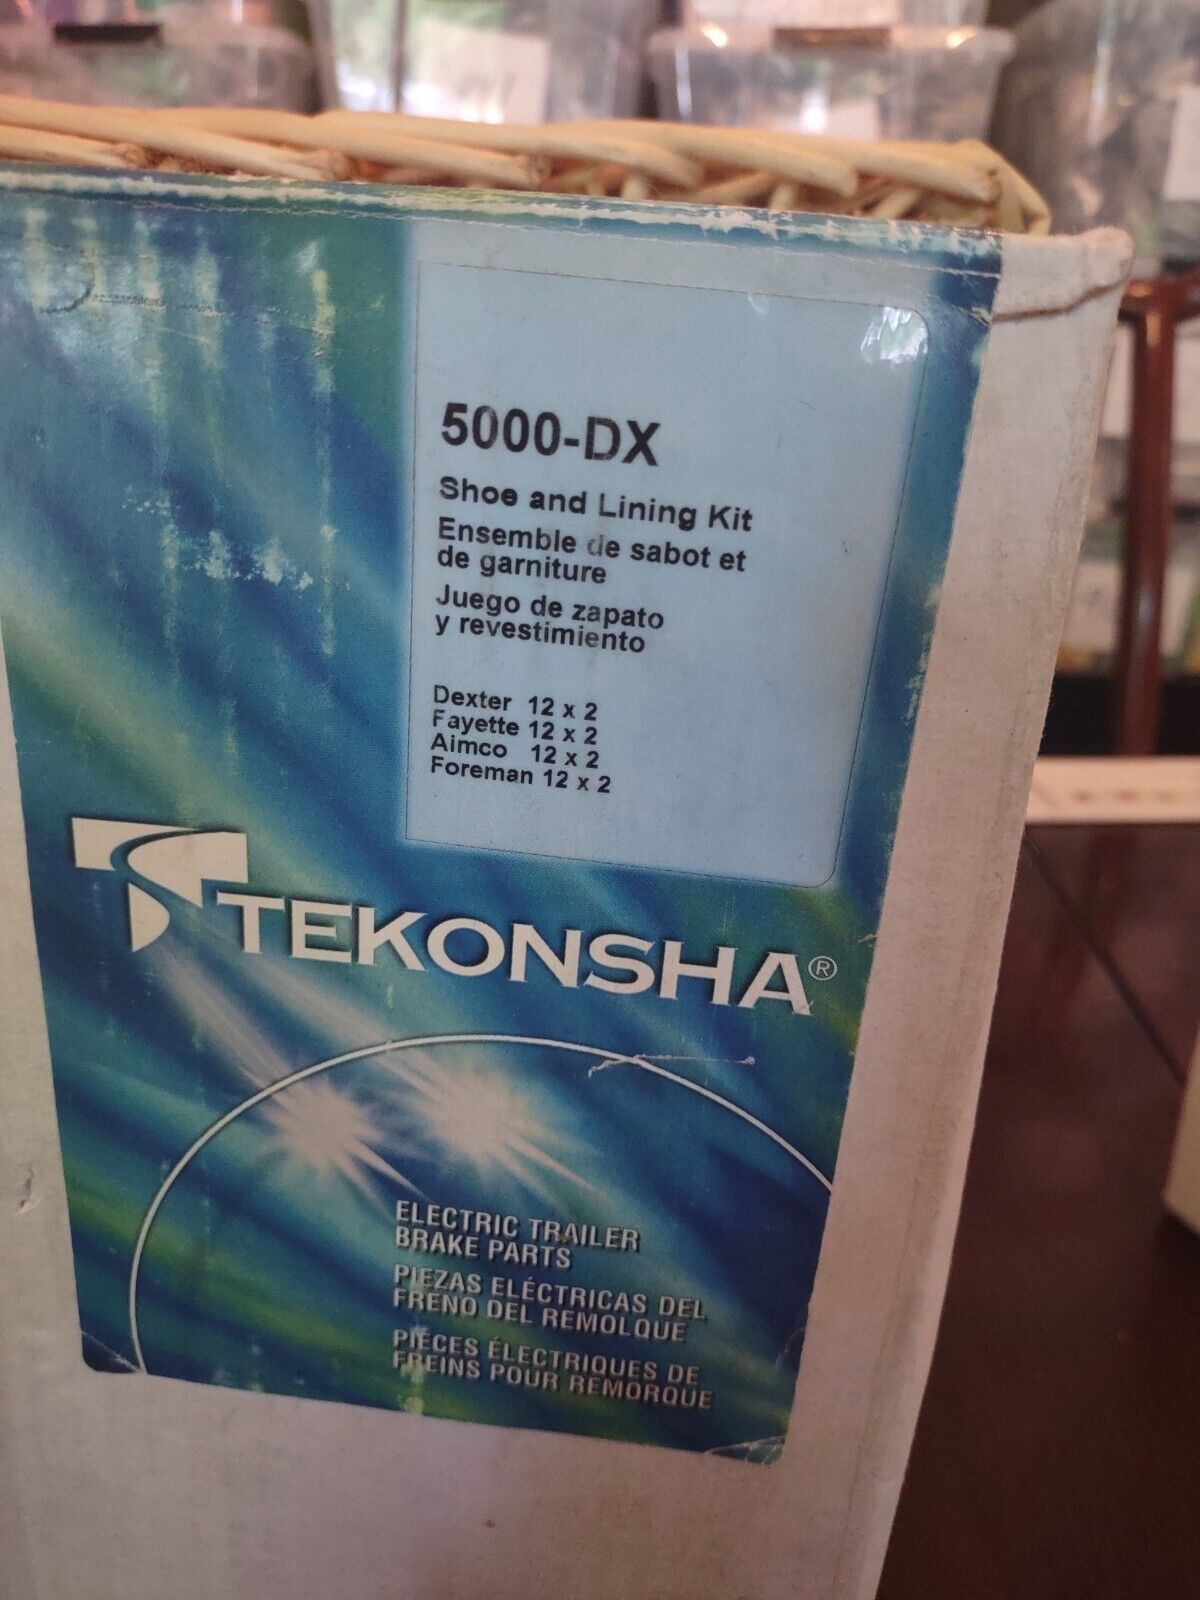 5000-DX
Shoe and Lining Kit
Ensemble de sabot et
de garniture
Juego de zapato
y revestimiento
Dexter 12 x 2
Fayette 12 x 2
Aimco 12 x 2
Foreman 12 x 2
TEKONSHA®
ELECTRIC TRAILER
BRAKE PARTS
PIEZAS ELÉCTRICAS DEL
FRENO DEL REMOLQUE
PIÈCES ÉLECTRIQUES DE
FREINS POUR REMORQUE